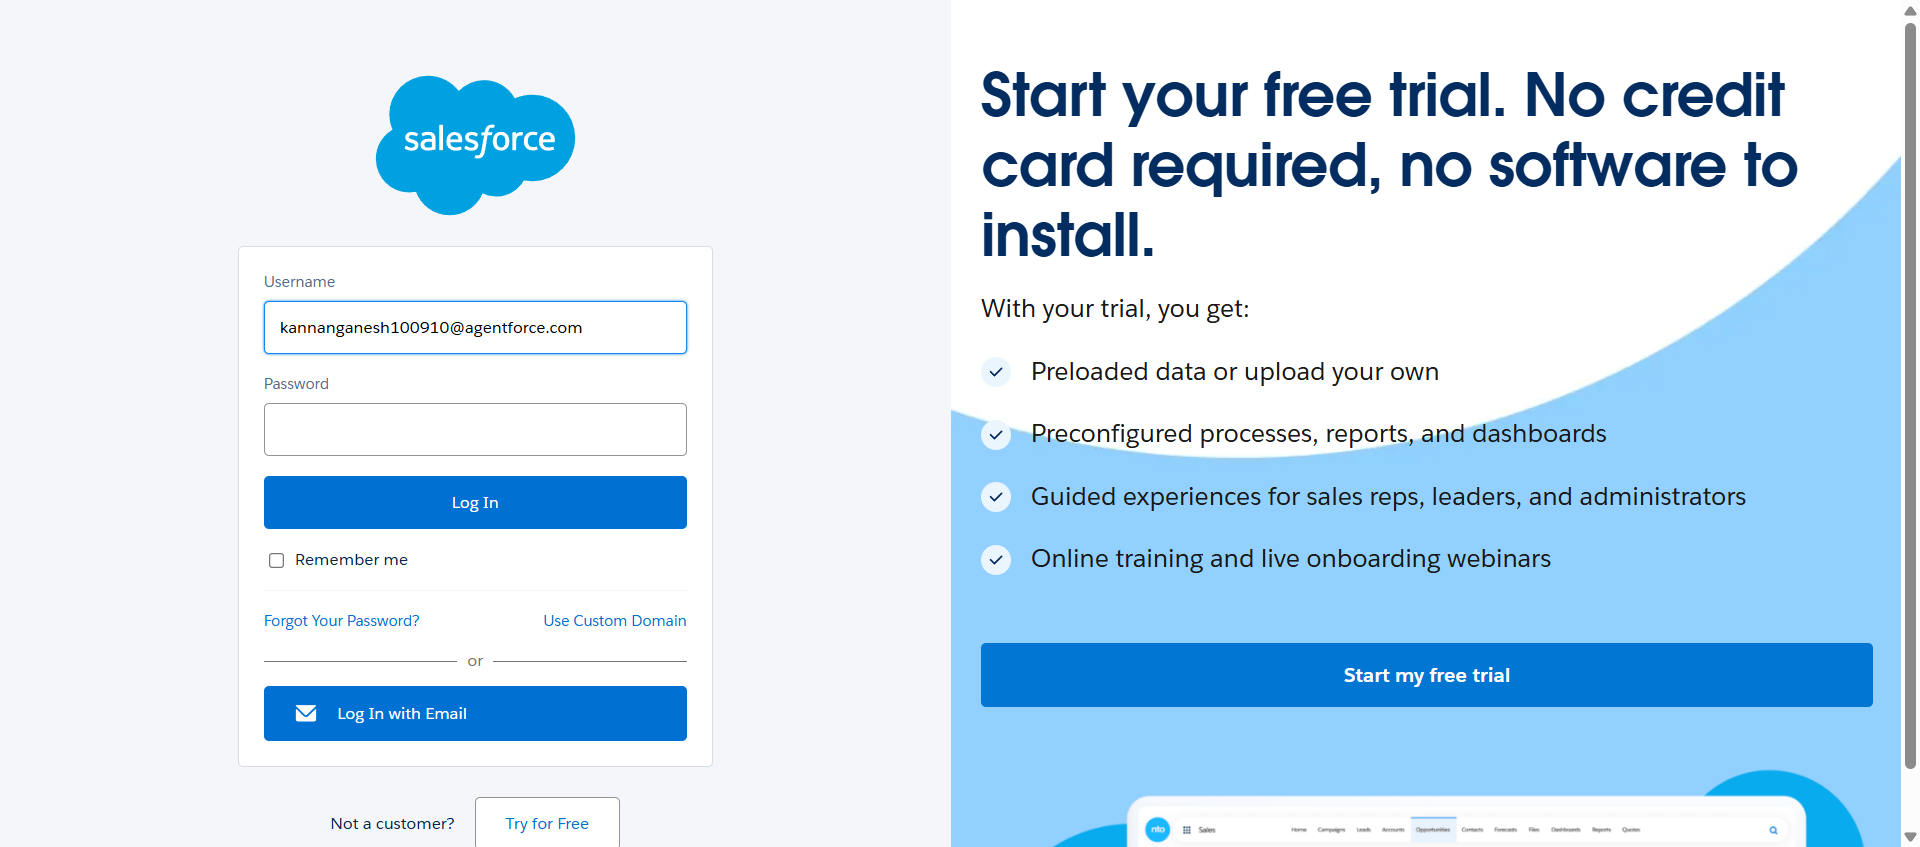 salesforce
Username
kannanganesh100910@agentforce.com
Password
Log In
Remember me
Forgot Your Password?
Use Custom Domain
or
Log In with Email
Not a customer?
Try for Free
Start your free trial. No credit
card required, no software to
install.
With your trial, you get:
Preloaded data or upload your own
Preconfigured processes, reports, and dashboards
Guided experiences for sales reps, leaders, and administrators
Online training and live onboarding webinars
Start my free trial
nto Sales Home Campaigns Leads Accounts Opportunities Contacts Forecasts Files Dashboards Reports Quotes